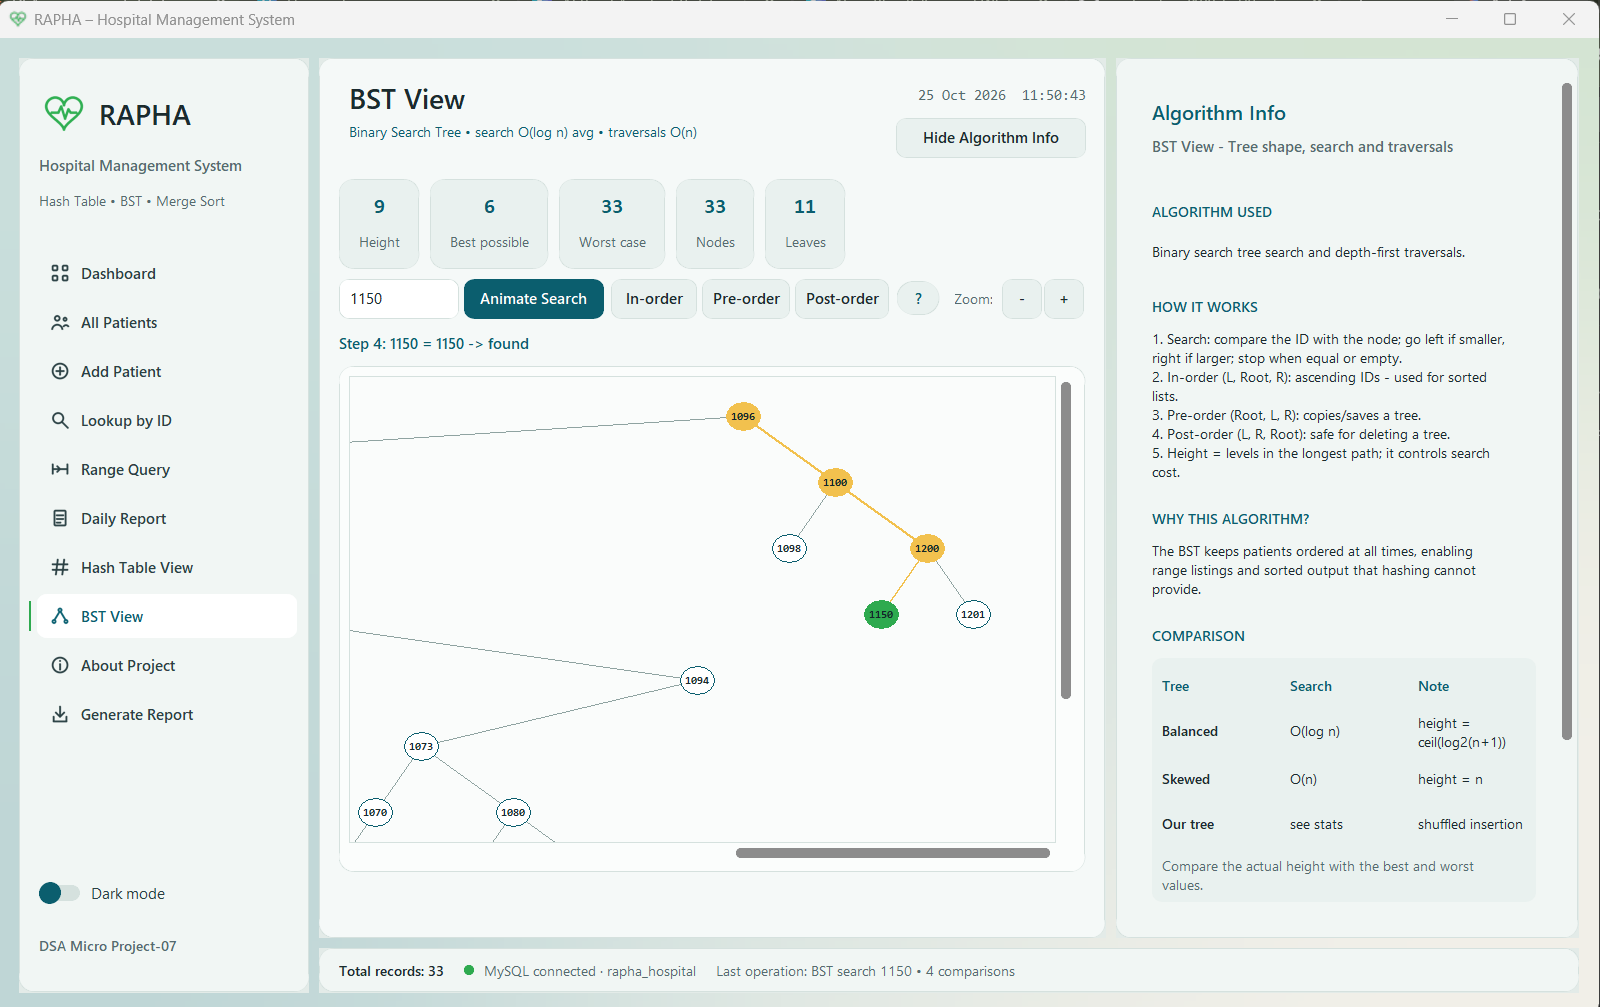 RAPHA – Hospital Management System
RAPHA
Hospital Management System
Hash Table • BST • Merge Sort
Dashboard
All Patients
Add Patient
Lookup by ID
Range Query
Daily Report
Hash Table View
BST View
About Project
Generate Report
Dark mode
DSA Micro Project-07
BST View
25 Oct 2026 11:50:43
Binary Search Tree • search O(log n) avg • traversals O(n)
Hide Algorithm Info
9
Height
6
Best possible
33
Worst case
33
Nodes
11
Leaves
1150
Animate Search
In-order
Pre-order
Post-order
?
Zoom:
-
+
Step 4: 1150 = 1150 -> found
1096
1100
1098
1200
1150
1201
1094
1073
1070
1080
Algorithm Info
BST View - Tree shape, search and traversals
ALGORITHM USED
Binary search tree search and depth-first traversals.
HOW IT WORKS
1. Search: compare the ID with the node; go left if smaller,
right if larger; stop when equal or empty.
2. In-order (L, Root, R): ascending IDs - used for sorted
lists.
3. Pre-order (Root, L, R): copies/saves a tree.
4. Post-order (L, R, Root): safe for deleting a tree.
5. Height = levels in the longest path; it controls search
cost.
WHY THIS ALGORITHM?
The BST keeps patients ordered at all times, enabling
range listings and sorted output that hashing cannot
provide.
COMPARISON
Tree Search Note
Balanced O(log n) height =
ceil(log2(n+1))
Skewed O(n) height = n
Our tree see stats shuffled insertion
Compare the actual height with the best and worst
values.
Total records: 33
MySQL connected · rapha_hospital
Last operation: BST search 1150 • 4 comparisons